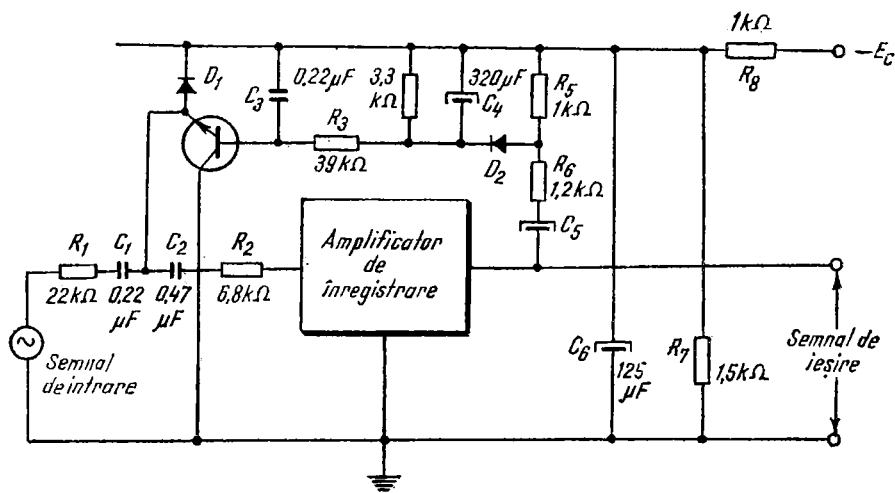 1kΩ
R8
—Ec
D1
C3
0,22µF
3,3
kΩ
320µF
C4
R5
1kΩ
R3
39kΩ
D2
R6
1,2kΩ
C5
R1
22kΩ
C1
0,22
µF
C2
0,47
µF
R2
6,8kΩ
Amplificator
de
înregistrare
Semnal
de intrare
C6
125
µF
R7
1,5kΩ
Semnal de
ieșire